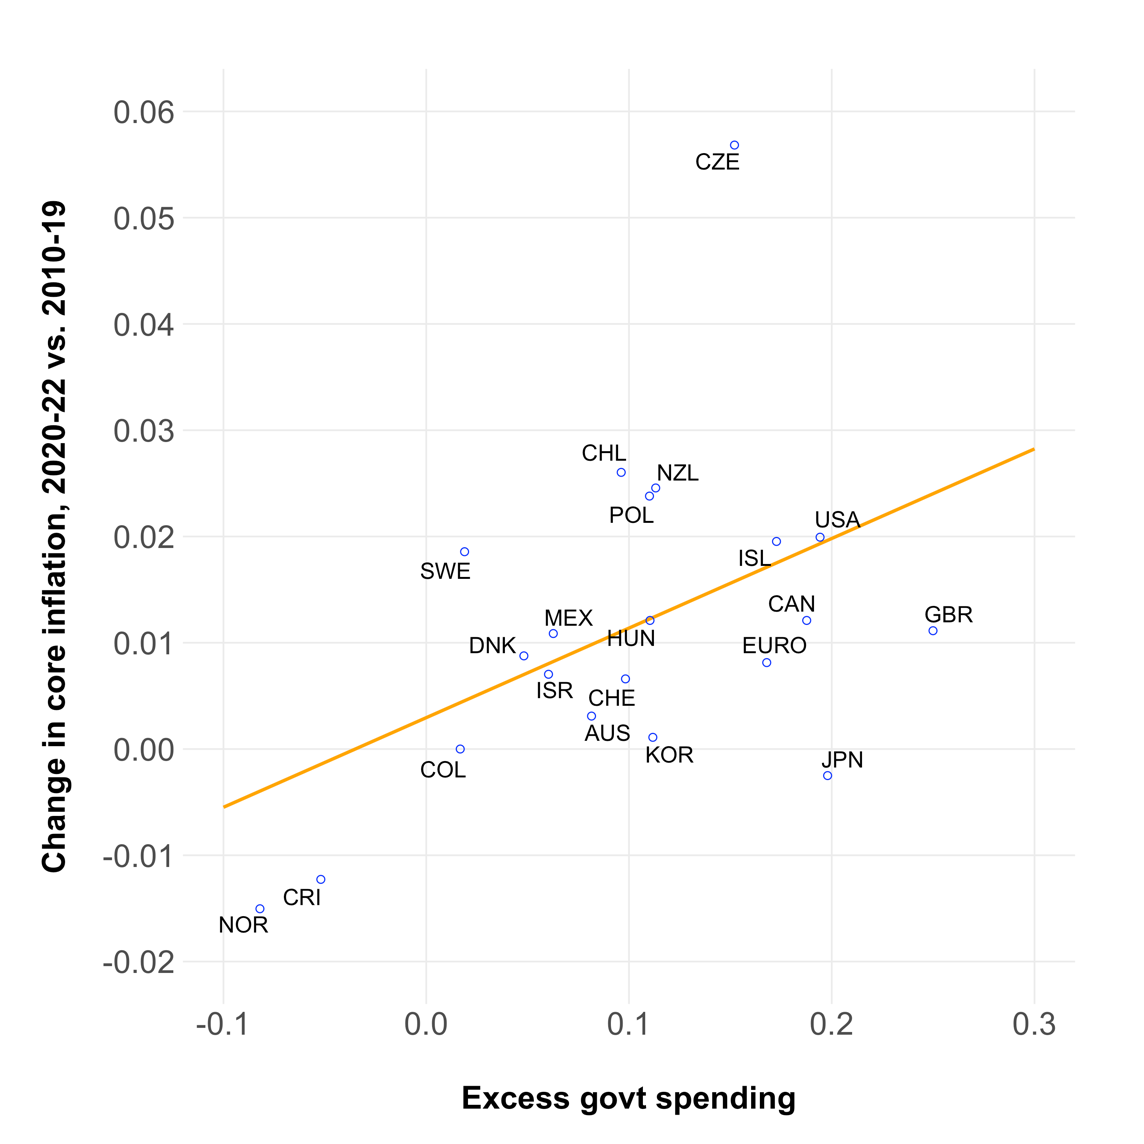 Change in core inflation, 2020-22 vs. 2010-19
0.06
0.05
0.04
0.03
0.02
0.01
0.00
-0.01
-0.02
CZE
CHL
NZL
POL
USA
ISL
SWE
CAN
MEX
GBR
HUN
DNK
EURO
ISR
CHE
AUS
KOR
JPN
COL
CRI
NOR
-0.1
0.0
0.1
0.2
0.3
Excess govt spending